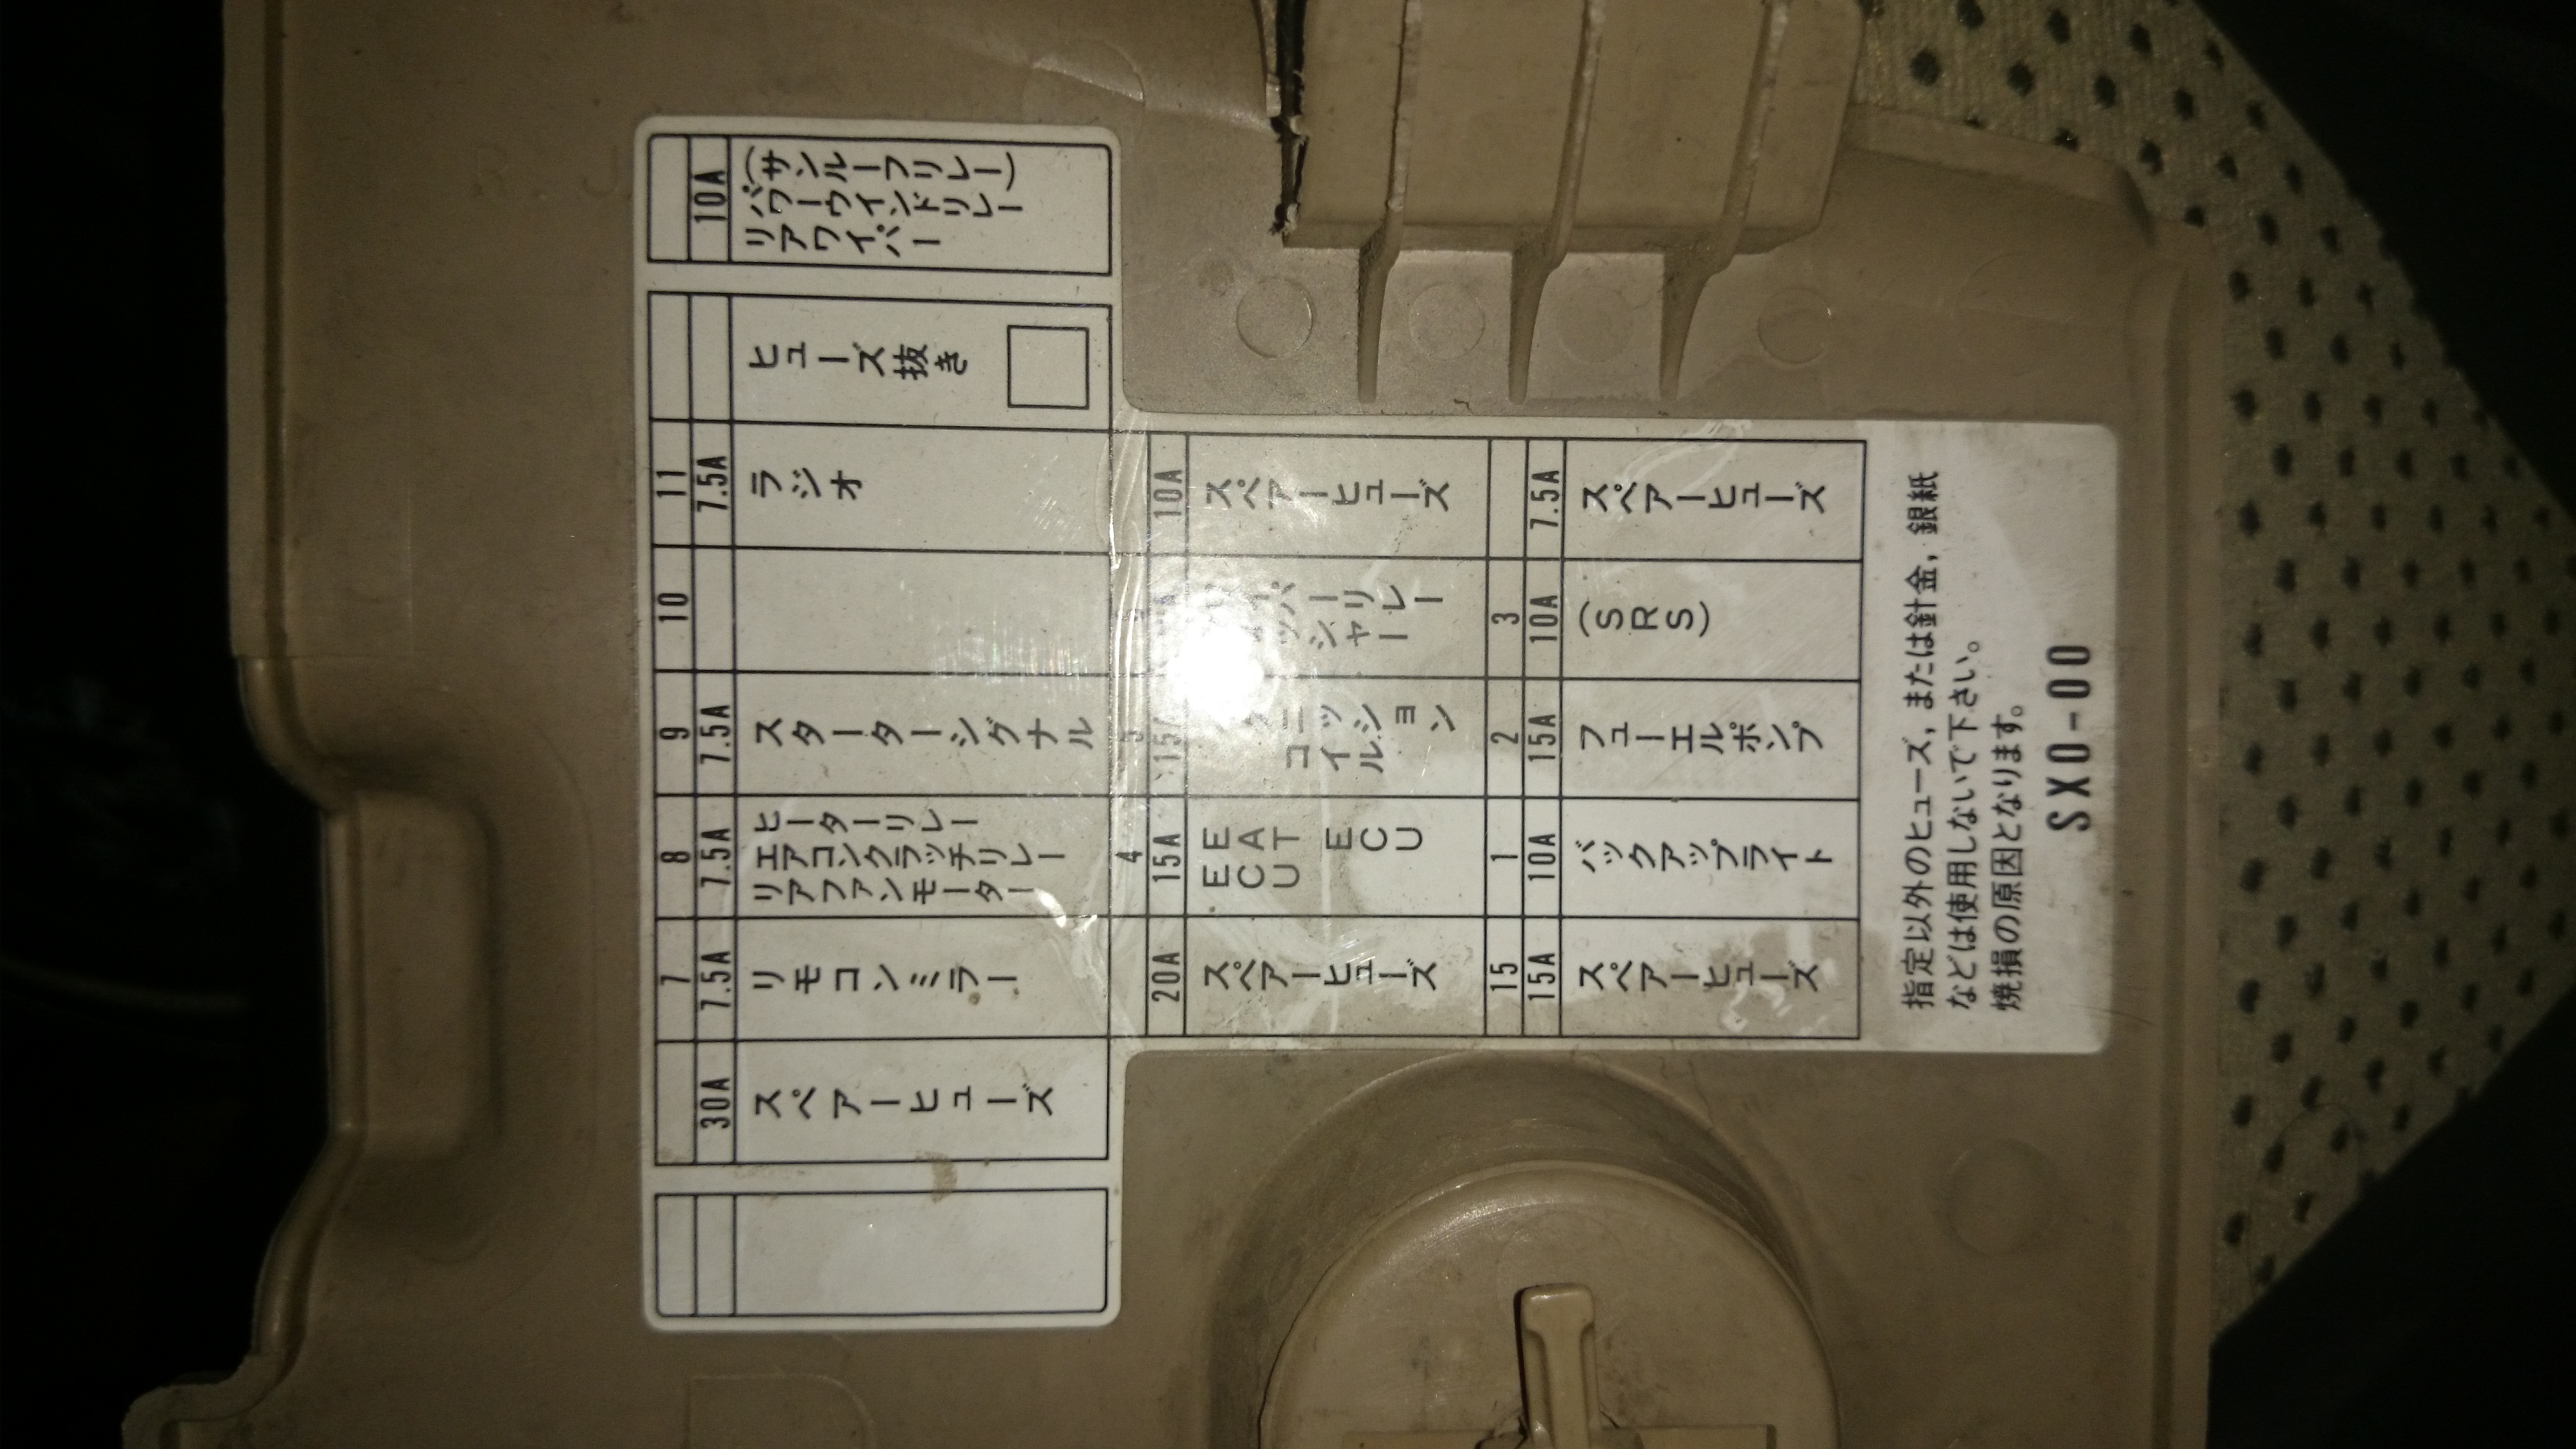 7 8 9 10 11
30A 7.5A 7.5A 7.5A 7.5A 10A
スペアーヒューズ
リモコンミラー
ヒーターリレー
エアコンクラッチリレー
リアファンモーター
スターターシグナル
ラジオ
ヒューズ抜き
(サンルーフリレー)
パワーウインドリレー
リアワイパー
4 5
20A 15A 15A 10A
スペアーヒューズ
EAT ECU
ECU
コイル
スペアーヒューズ
15 1 2 3
15A 10A 15A 10A 7.5A
スペアーヒューズ
バックアップライト
フューエルポンプ
(SRS)
スペアーヒューズ
指定以外のヒューズ，または針金，銀紙
などは使用しないで下さい。
焼損の原因となります。
SX0-00